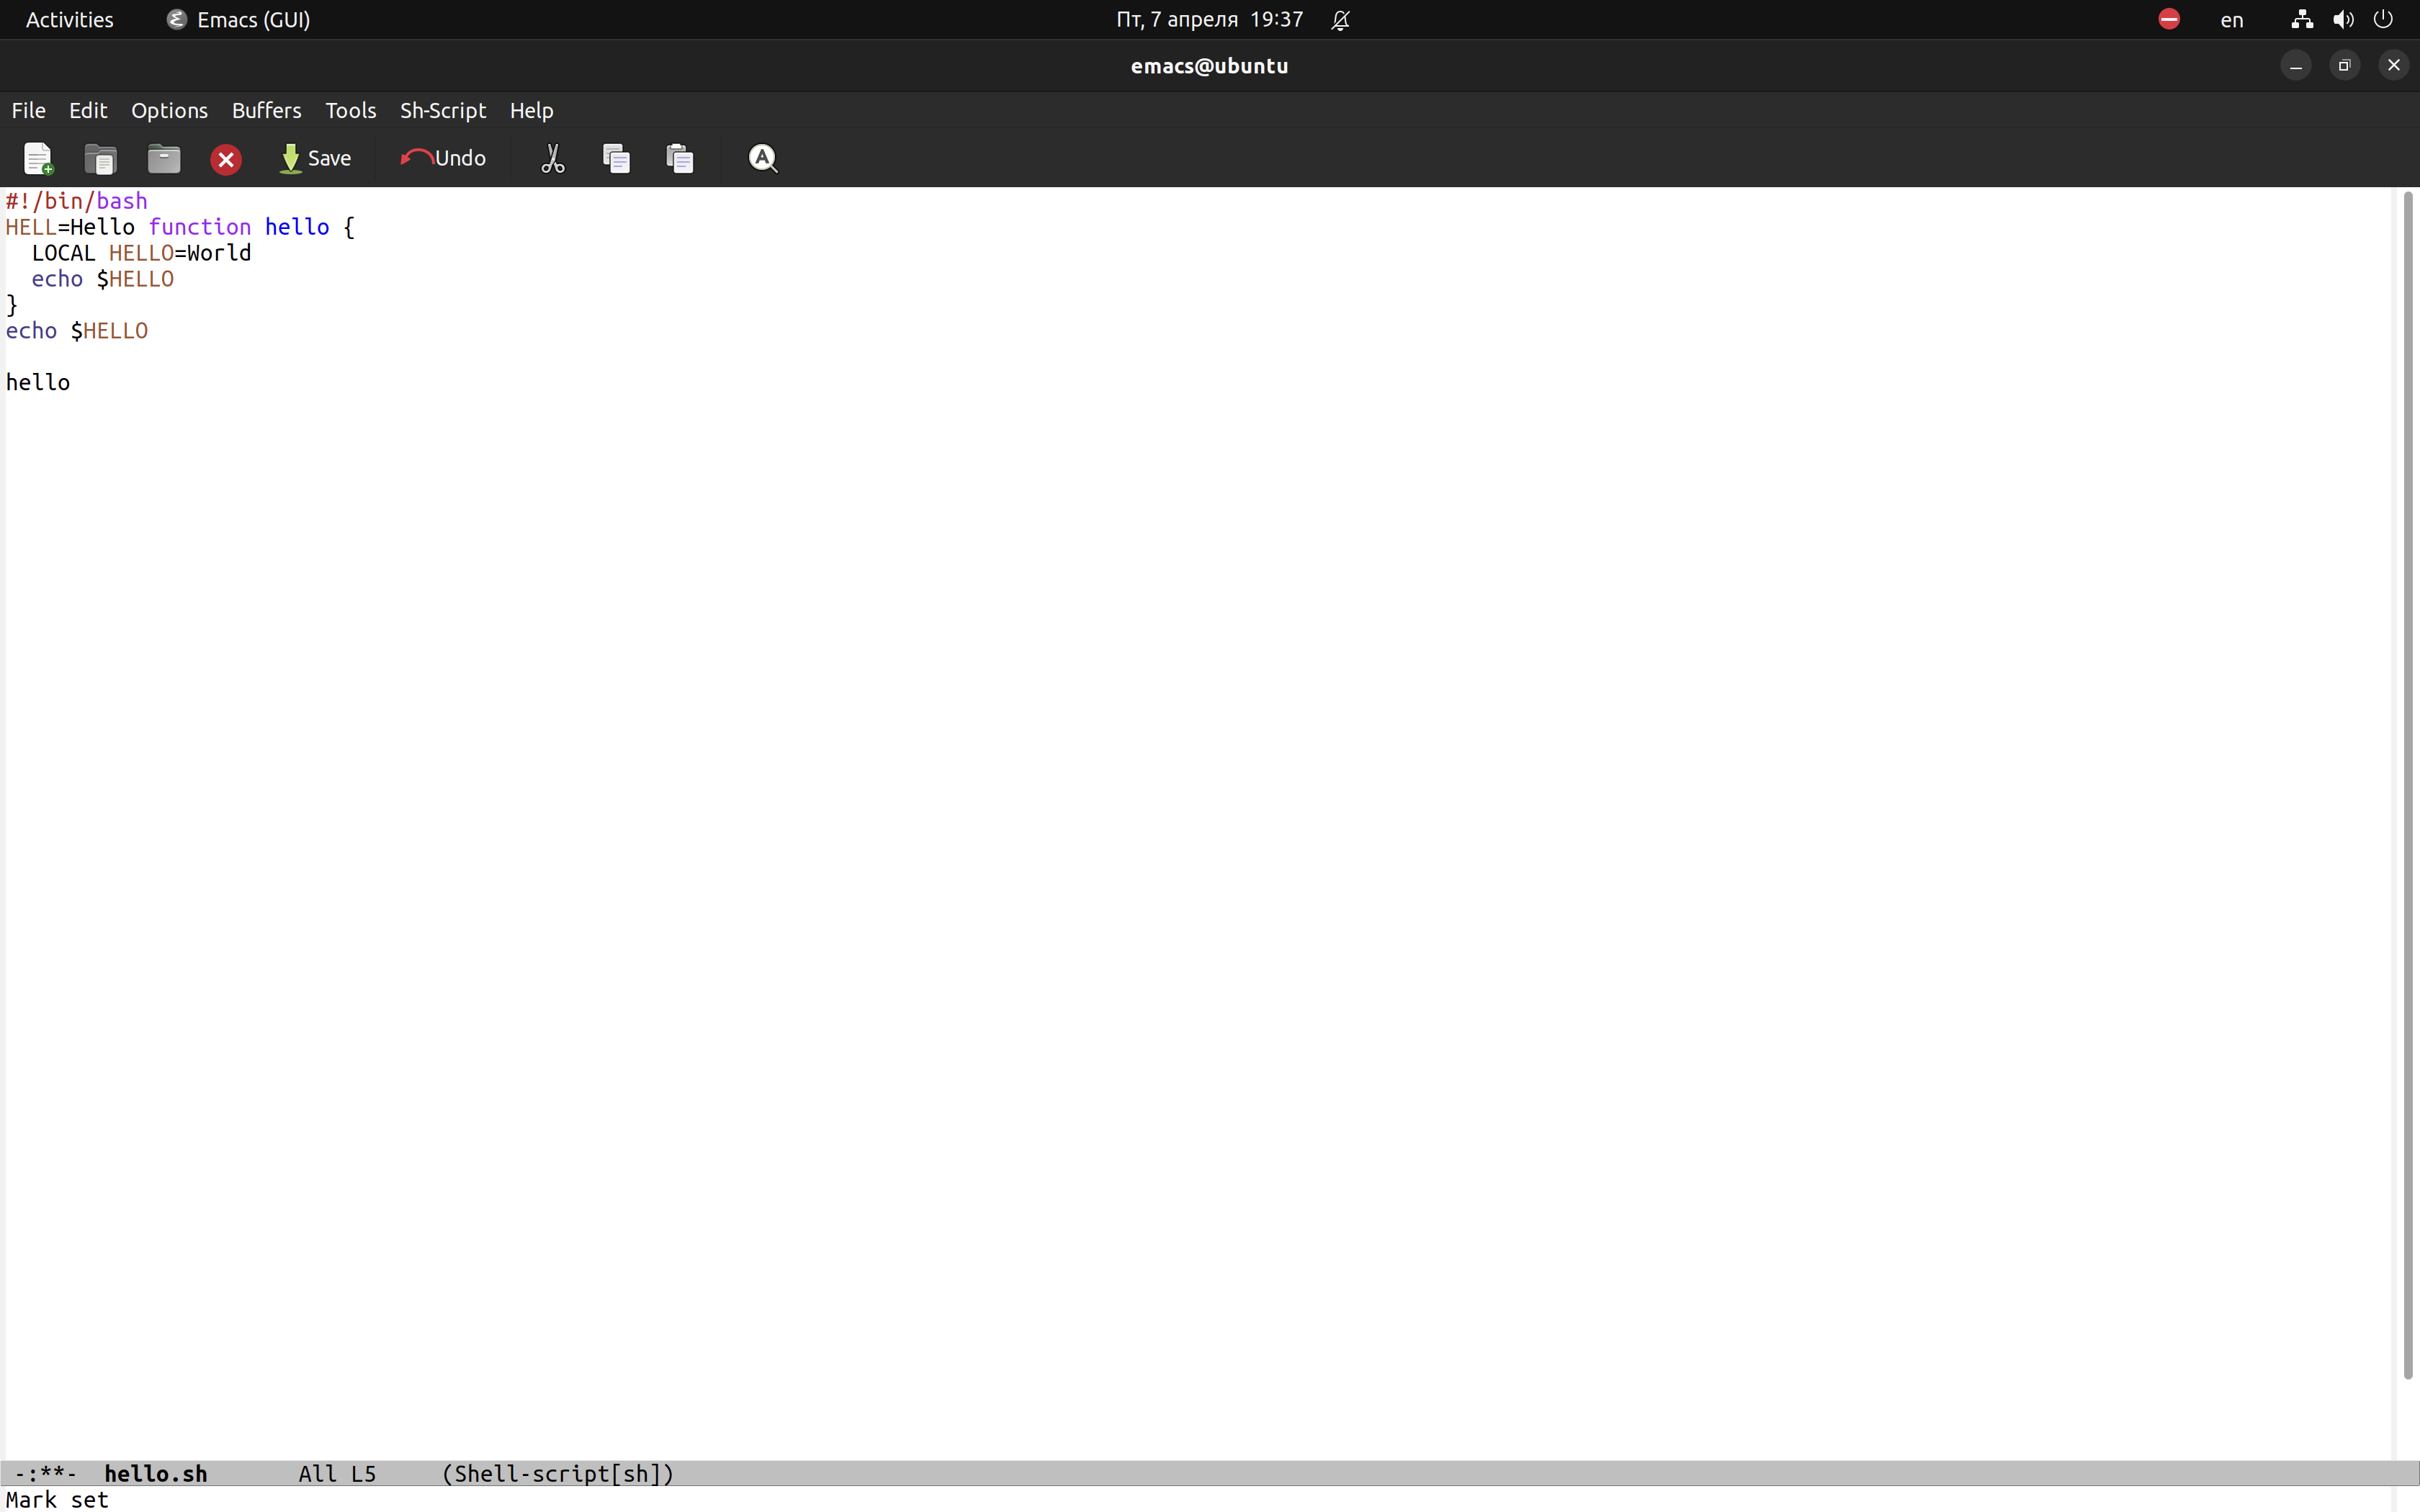 Activities Emacs (GUI) Пт, 7 апреля 19:37 en
emacs@ubuntu
File Edit Options Buffers Tools Sh-Script Help
Save Undo
#!/bin/bash
HELL=Hello function hello {
  LOCAL HELLO=World
  echo $HELLO
}
echo $HELLO
hello
-:**- hello.sh All L5 (Shell-script[sh])
Mark set